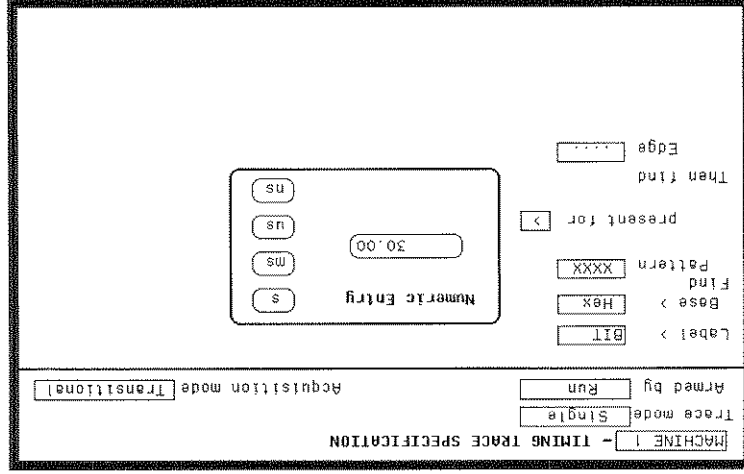 MACHINE 1 - TIMING TRACE SPECIFICATION
Trace mode Single
Armed by Run Acquisition mode Transitional
Label > BIT
Base > Hex
Find
Pattern XXXX
present for >
Then find
Edge ....
Numeric Entry
30.00
s
ms
us
ns